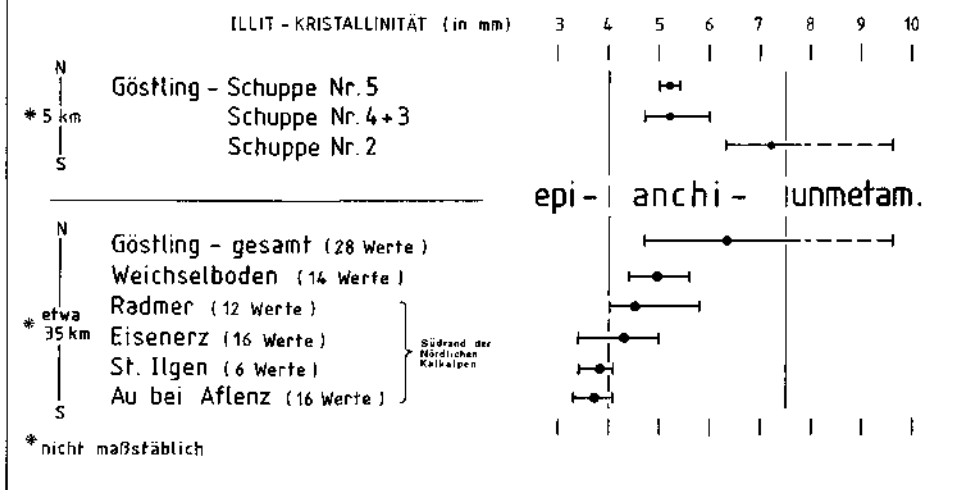 ILLIT - KRISTALLINITÄT (in mm) 3 4 5 6 7 8 9 10
N
Göstling - Schuppe Nr. 5
* 5 km
Schuppe Nr. 4+3
Schuppe Nr. 2
S
epi- anchi- unmetam.
N
Göstling - gesamt (28 Werte)
Weichselboden (14 Werte)
Radmer (12 Werte)
* etwa
35 km
Eisenerz (16 Werte)
Südrand der
Nördlichen
Kalkalpen
St. Ilgen (6 Werte)
Au bei Aflenz (16 Werte)
S
* nicht maßstäblich